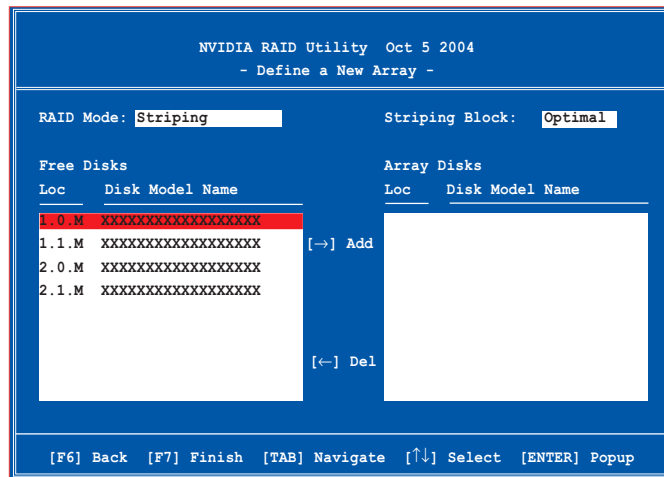 NVIDIA RAID Utility  Oct 5 2004
- Define a New Array -
RAID Mode: Striping
Striping Block: Optimal
Free Disks
Array Disks
Loc Disk Model Name
Loc Disk Model Name
1.0.M XXXXXXXXXXXXXXXXXX
1.1.M XXXXXXXXXXXXXXXXXX
[→] Add
2.0.M XXXXXXXXXXXXXXXXXX
2.1.M XXXXXXXXXXXXXXXXXX
[←] Del
[F6] Back [F7] Finish [TAB] Navigate [↑↓] Select [ENTER] Popup